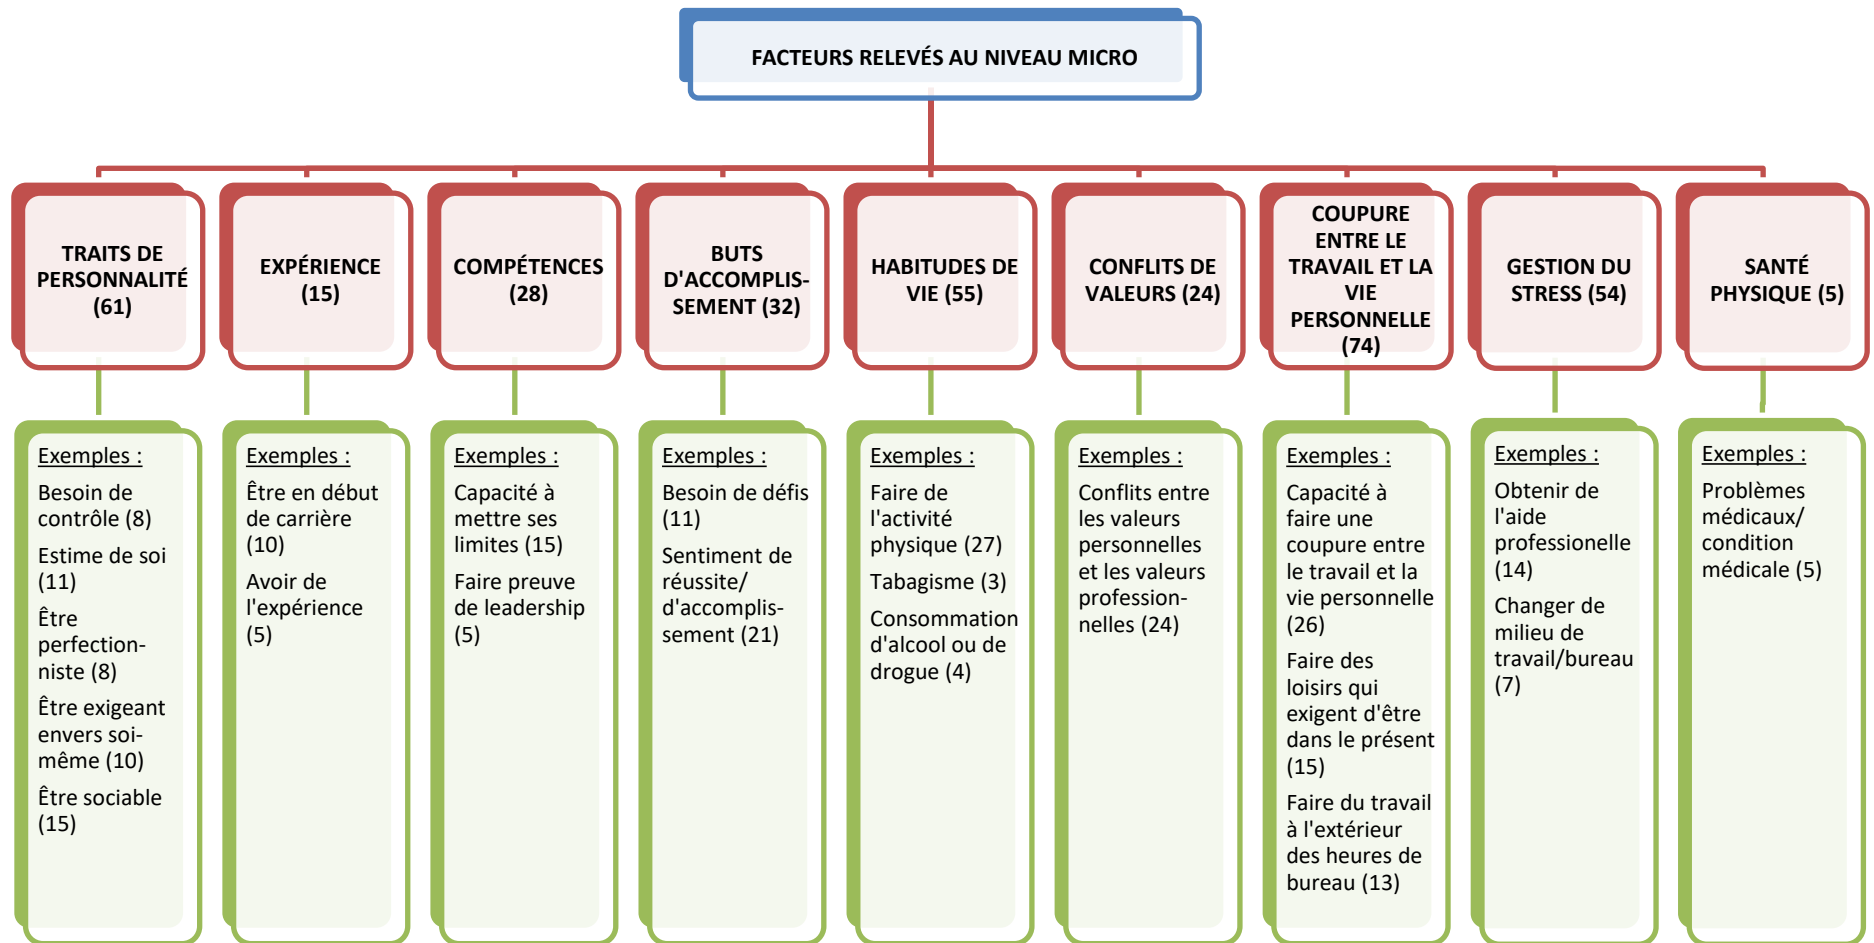 FACTEURS RELEVÉS AU NIVEAU MICRO
TRAITS DE
PERSONNALITÉ
(61)
EXPÉRIENCE
(15)
COMPÉTENCES
(28)
BUTS
D'ACCOMPLIS-
SEMENT (32)
HABITUDES DE
VIE (55)
CONFLITS DE
VALEURS (24)
COUPURE
ENTRE LE
TRAVAIL ET LA
VIE
PERSONNELLE
(74)
GESTION DU
STRESS (54)
SANTÉ
PHYSIQUE (5)
Exemples :
Besoin de
contrôle (8)
Estime de soi
(11)
Être
perfection-
niste (8)
Être exigeant
envers soi-
même (10)
Être sociable
(15)
Exemples :
Être en début
de carrière
(10)
Avoir de
l'expérience
(5)
Exemples :
Capacité à
mettre ses
limites (15)
Faire preuve
de leadership
(5)
Exemples :
Besoin de défis
(11)
Sentiment de
réussite/
d'accomplis-
sement (21)
Exemples :
Faire de
l'activité
physique (27)
Tabagisme (3)
Consommation
d'alcool ou de
drogue (4)
Exemples :
Conflits entre
les valeurs
personnelles
et les valeurs
profession-
nelles (24)
Exemples :
Capacité à
faire une
coupure entre
le travail et la
vie personnelle
(26)
Faire des
loisirs qui
exigent d'être
dans le présent
(15)
Faire du travail
à l'extérieur
des heures de
bureau (13)
Exemples :
Obtenir de
l'aide
professionelle
(14)
Changer de
milieu de
travail/bureau
(7)
Exemples :
Problèmes
médicaux/
condition
médicale (5)